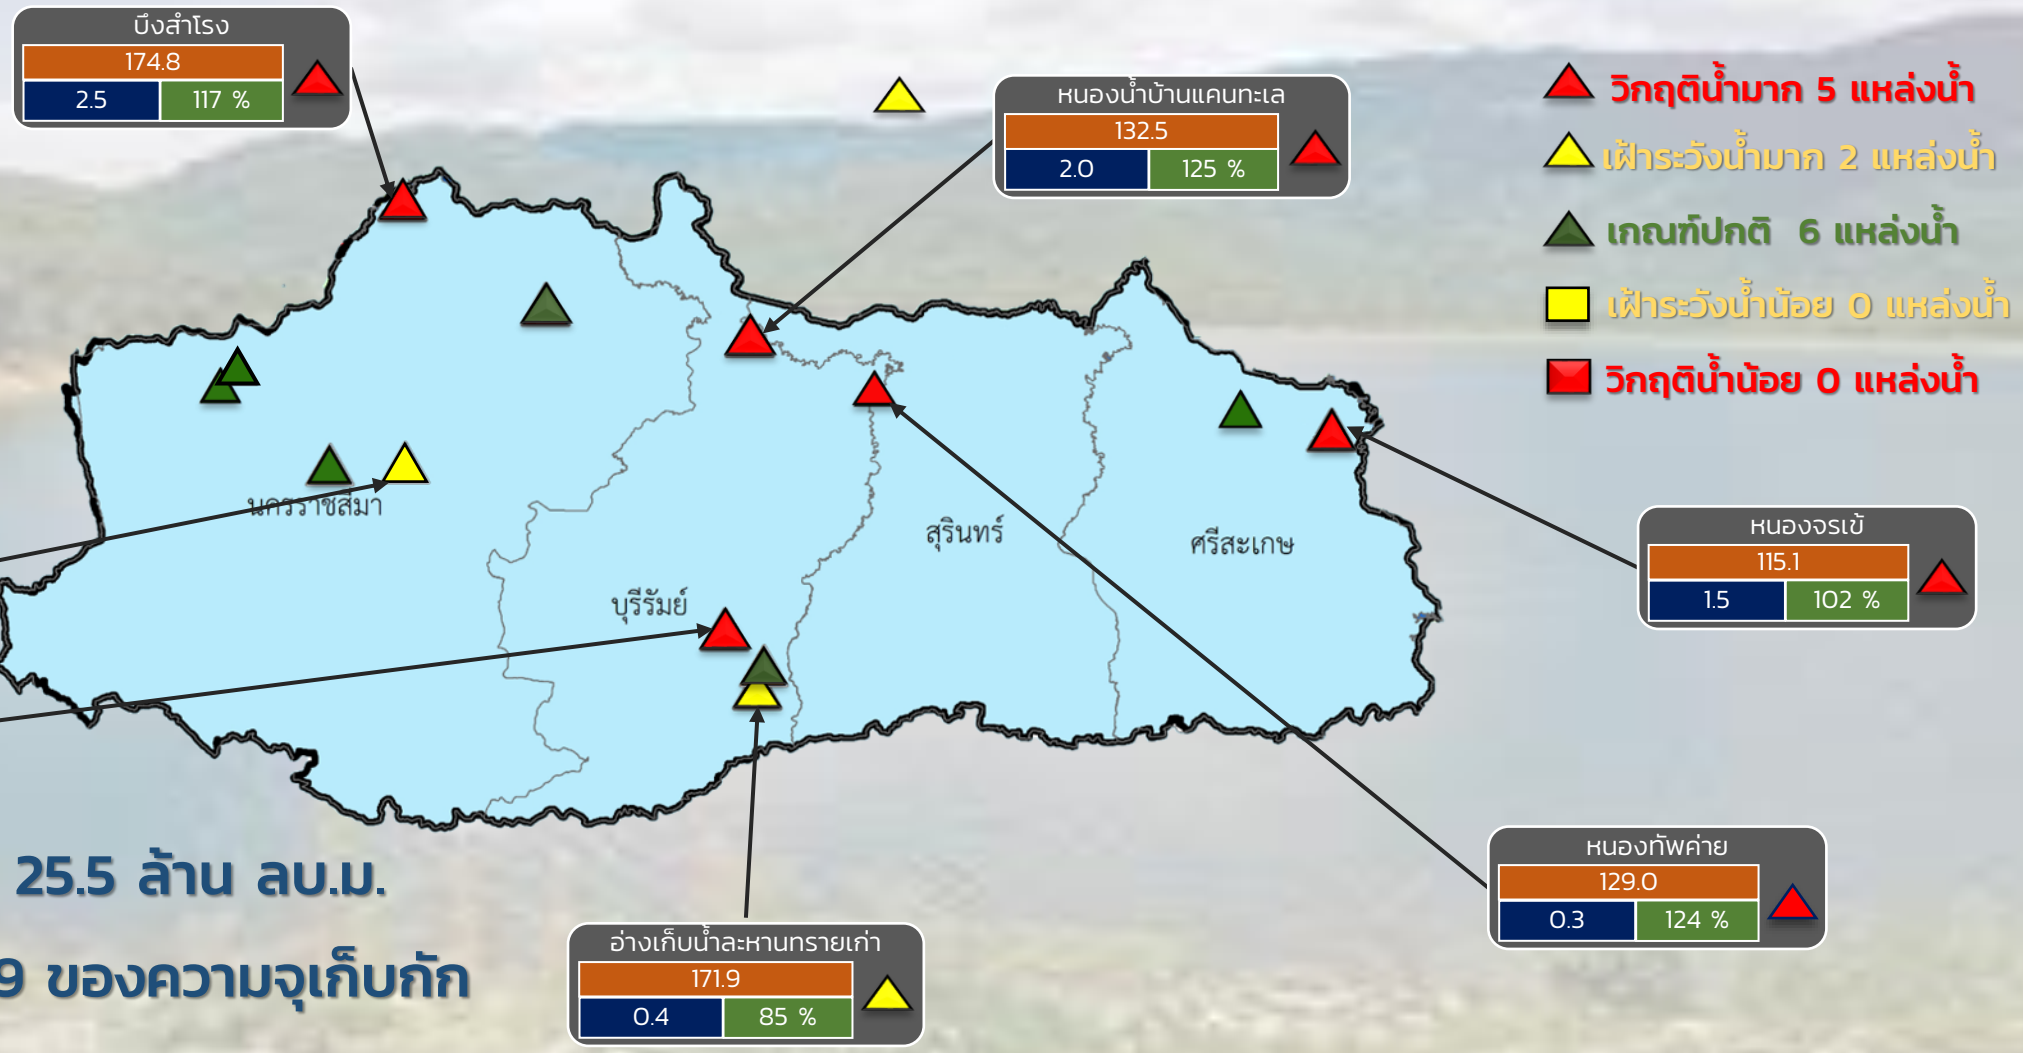 บึงสำโรง
174.8
2.5 117 %
หนองน้ำบ้านแคนทะเล
132.5
2.0 125 %
วิกฤติน้ำมาก 5 แหล่งน้ำ
เฝ้าระวังน้ำมาก 2 แหล่งน้ำ
เกณฑ์ปกติ 6 แหล่งน้ำ
เฝ้าระวังน้ำน้อย 0 แหล่งน้ำ
วิกฤติน้ำน้อย 0 แหล่งน้ำ
นครราชสีมา
สุรินทร์
ศรีสะเกษ
บุรีรัมย์
หนองจรเข้
115.1
1.5 102 %
หนองทัพค่าย
129.0
0.3 124 %
25.5 ล้าน ลบ.ม.
9 ของความจุเก็บกัก
อ่างเก็บน้ำละหานทรายเก่า
171.9
0.4 85 %